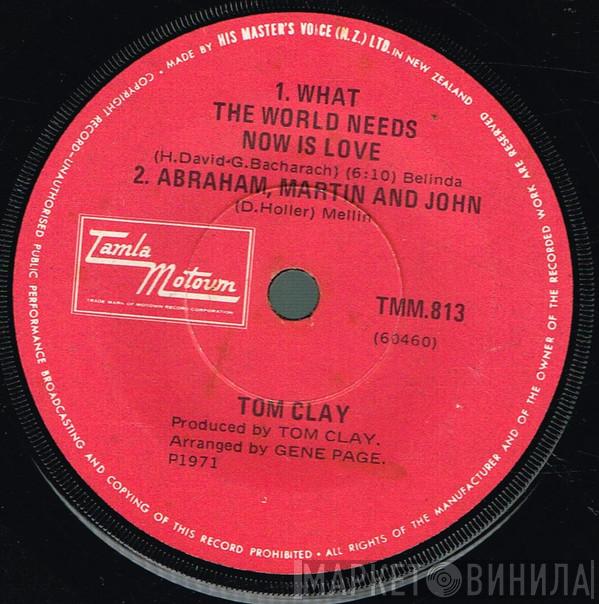 COPYRIGHT RECORD-UNAUTHORISED PUBLIC PERFORMANCE BROADCASTING AND COPYING OF THIS RECORD PROHIBITED • ALL RIGHTS OF THE MANUFACTURER AND OF THE OWNER OF THE RECORDED WORK ARE RESERVED
• MADE BY HIS MASTER'S VOICE (N.Z.) LTD. IN NEW ZEALAND
1. WHAT
THE WORLD NEEDS
NOW IS LOVE
(H.David-G.Bacharach) (6:10) Belinda
2. ABRAHAM, MARTIN AND JOHN
(D.Holler) Mellin
Tamla
Motown
TRADE MARK OF MOTOWN RECORD CORPORATION
TMM.813
(60460)
TOM CLAY
Produced by TOM CLAY.
Arranged by GENE PAGE.
P1971
МАРКЕТ ВИНИЛА